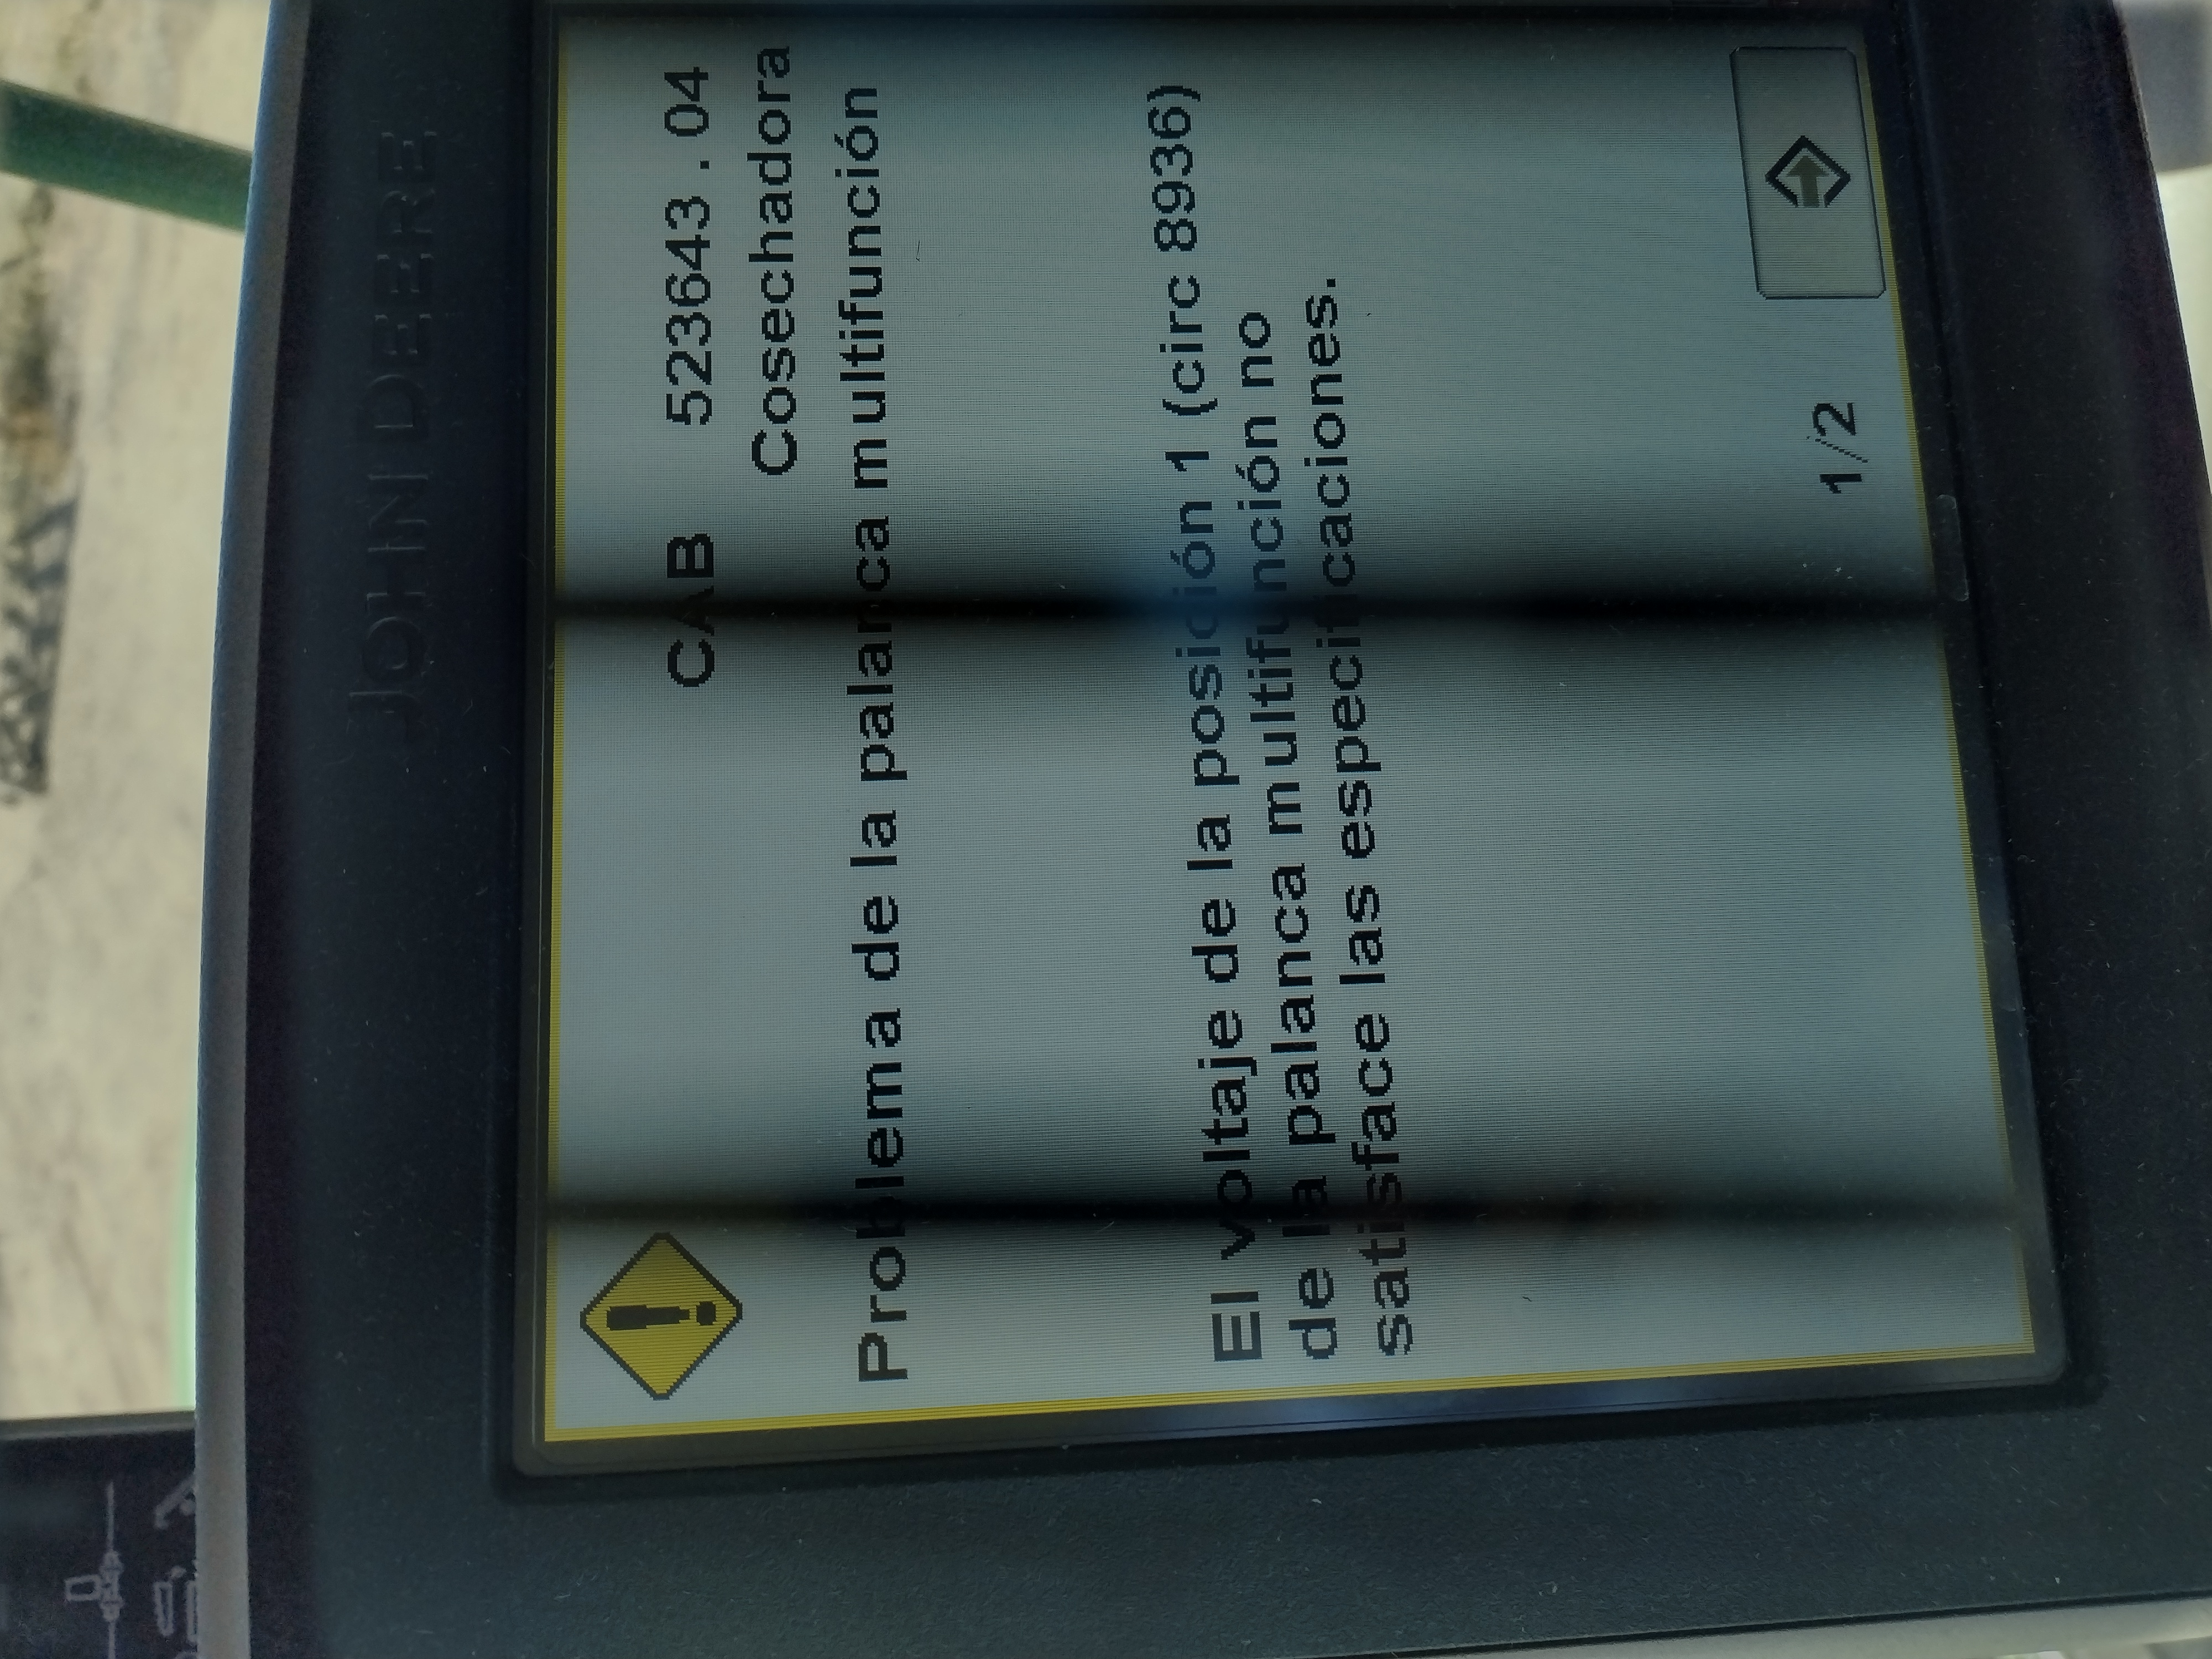 JOHN DEERE
CAB 523643 . 04
Cosechadora
Problema de la palanca multifunción
El voltaje de la posición 1 (circ 8936)
de la palanca multifunción no
satisface las especificaciones.
1/2